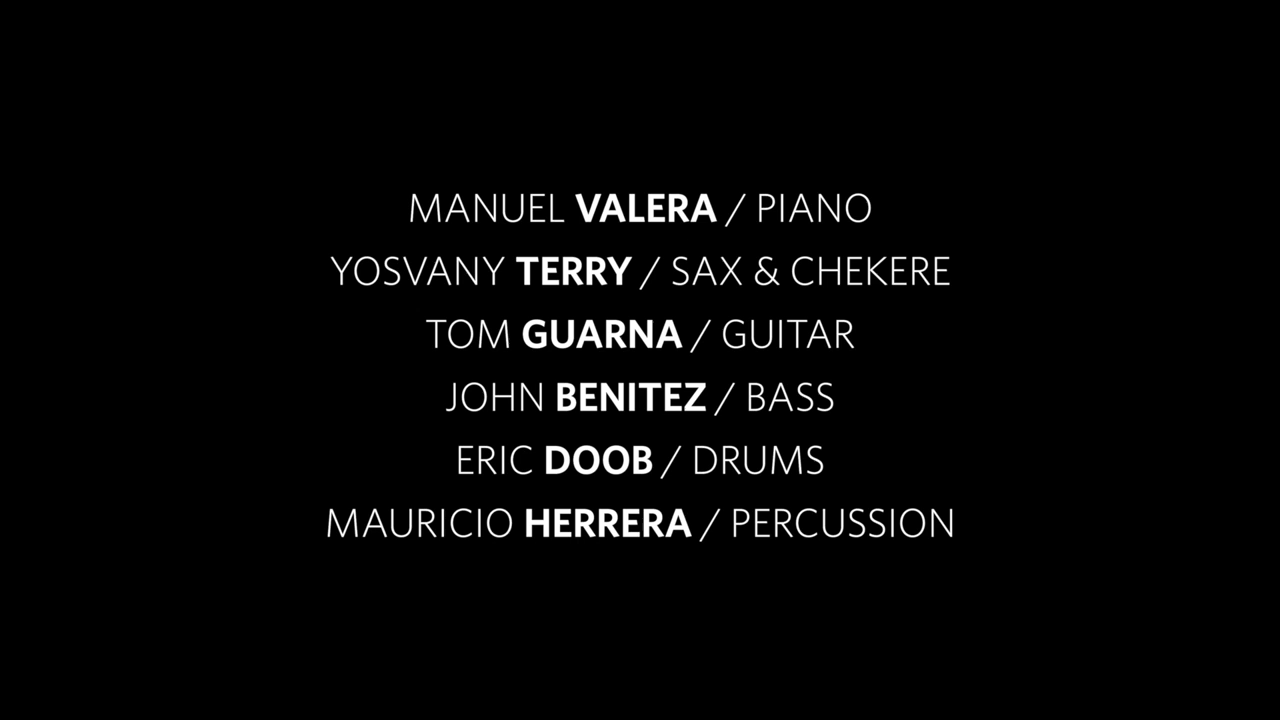 MANUEL VALERA / PIANO
YOSVANY TERRY / SAX & CHEKERE
TOM GUARNA / GUITAR
JOHN BENITEZ / BASS
ERIC DOOB / DRUMS
MAURICIO HERRERA / PERCUSSION